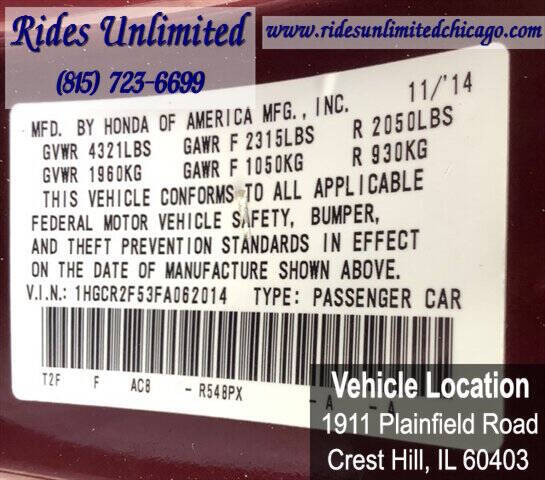 Rides Unlimited
(815) 723-6699
www.ridesunlimitedchicago.com
MFD. BY HONDA OF AMERICA MFG., INC. 11/'14
GVWR 4321LBS GAWR F 2315LBS R 2050LBS
GVWR 1960KG GAWR F 1050KG R 930KG
THIS VEHICLE CONFORMS TO ALL APPLICABLE
FEDERAL MOTOR VEHICLE SAFETY, BUMPER,
AND THEFT PREVENTION STANDARDS IN EFFECT
ON THE DATE OF MANUFACTURE SHOWN ABOVE.
V.I.N.: 1HGCR2F53FA062014 TYPE: PASSENGER CAR
T2F F AC8 - R548PX - A - A
Vehicle Location
1911 Plainfield Road
Crest Hill, IL 60403